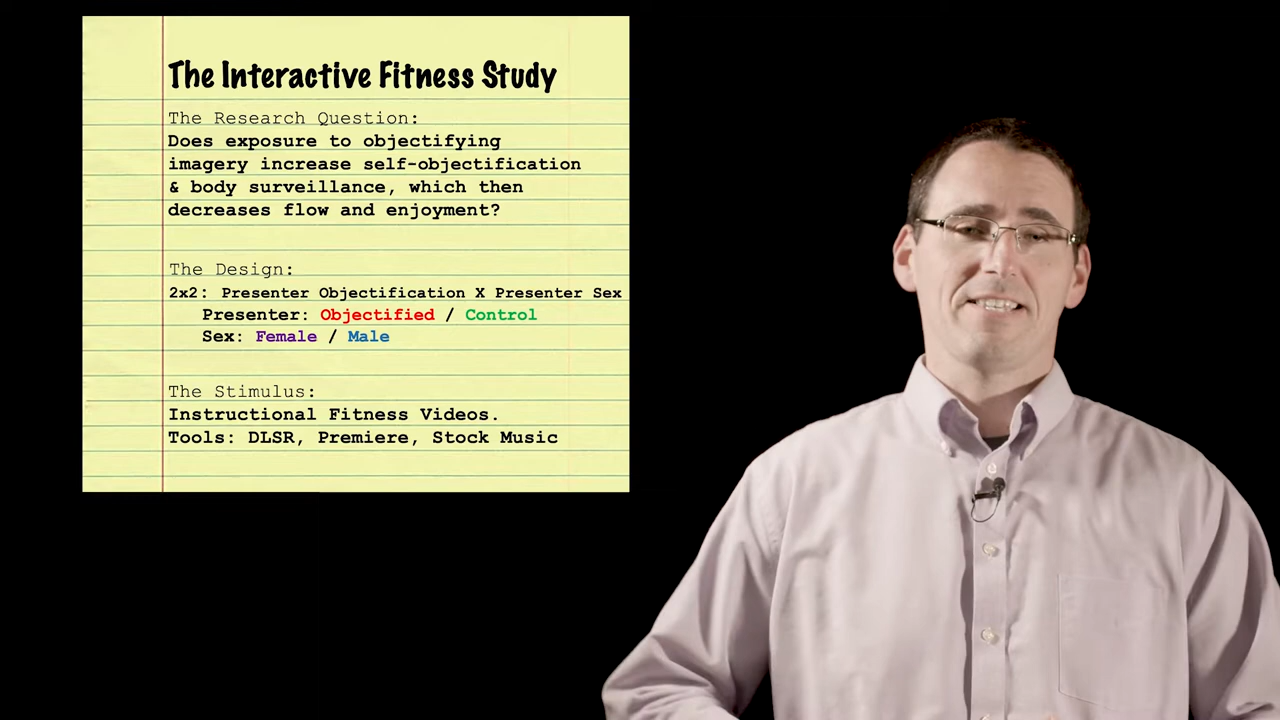 The Interactive Fitness Study
The Research Question:
Does exposure to objectifying
imagery increase self-objectification
& body surveillance, which then
decreases flow and enjoyment?
The Design:
2x2: Presenter Objectification X Presenter Sex
Presenter: Objectified / Control
Sex: Female / Male
The Stimulus:
Instructional Fitness Videos.
Tools: DLSR, Premiere, Stock Music